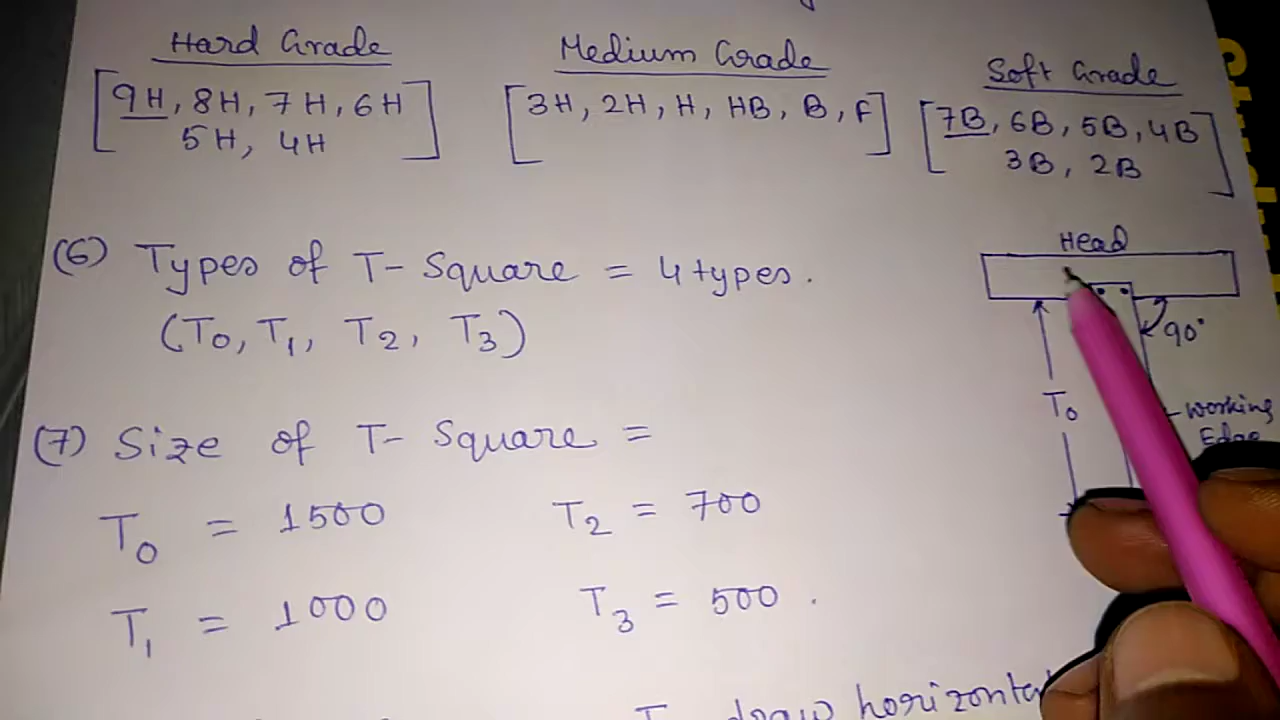 Hard Grade
[9H, 8H, 7H, 6H
5H, 4H]
Medium Grade
[3H, 2H, H, HB, B, F]
Soft Grade
[7B, 6B, 5B, 4B
3B, 2B]
(6) Types of T-Square = 4 types.
(T0, T1, T2, T3)
Head
90°
T0
working
Edge
(7) Size of T-Square =
T0 = 1500 T2 = 700
T1 = 1000 T3 = 500.
draw horizonta